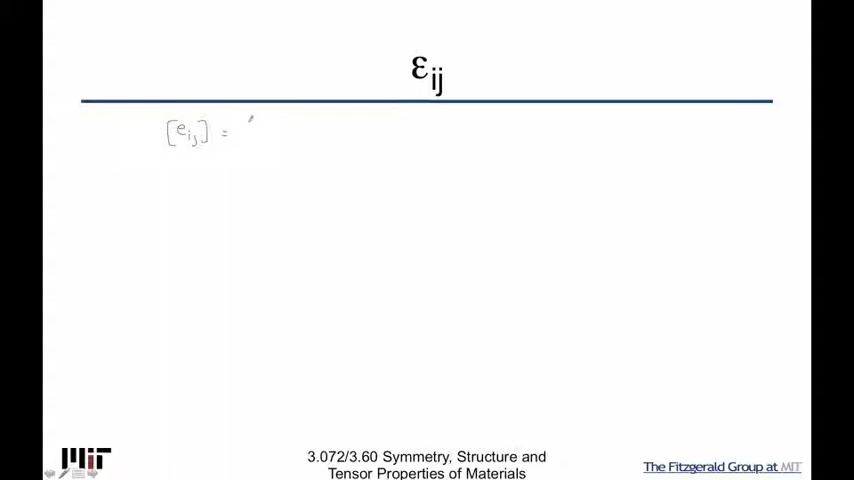 εij
[eij] =
MIT
3.072/3.60 Symmetry, Structure and
Tensor Properties of Materials
The Fitzgerald Group at MIT